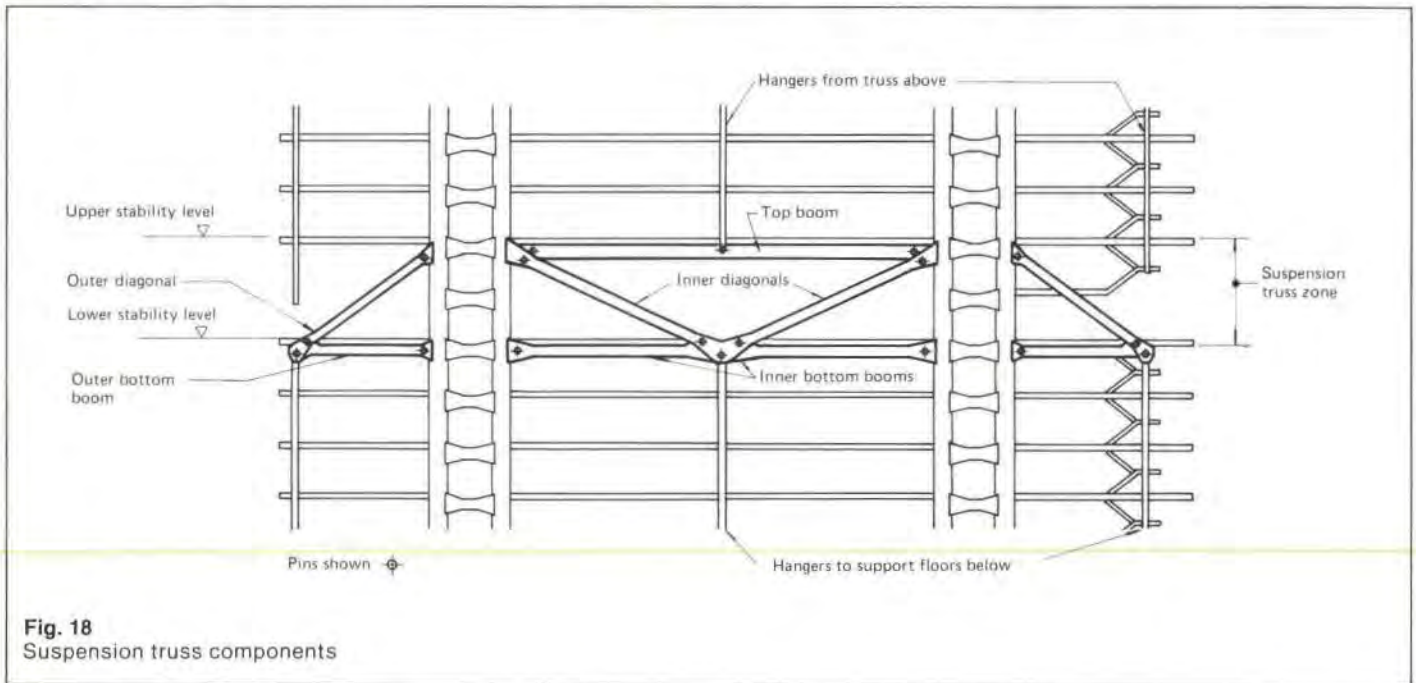 Hangers from truss above
Upper stability level
Top boom
Outer diagonal
Inner diagonals
Suspension
truss zone
Lower stability level
Outer bottom
boom
Inner bottom booms
Pins shown
Hangers to support floors below
Fig. 18
Suspension truss components